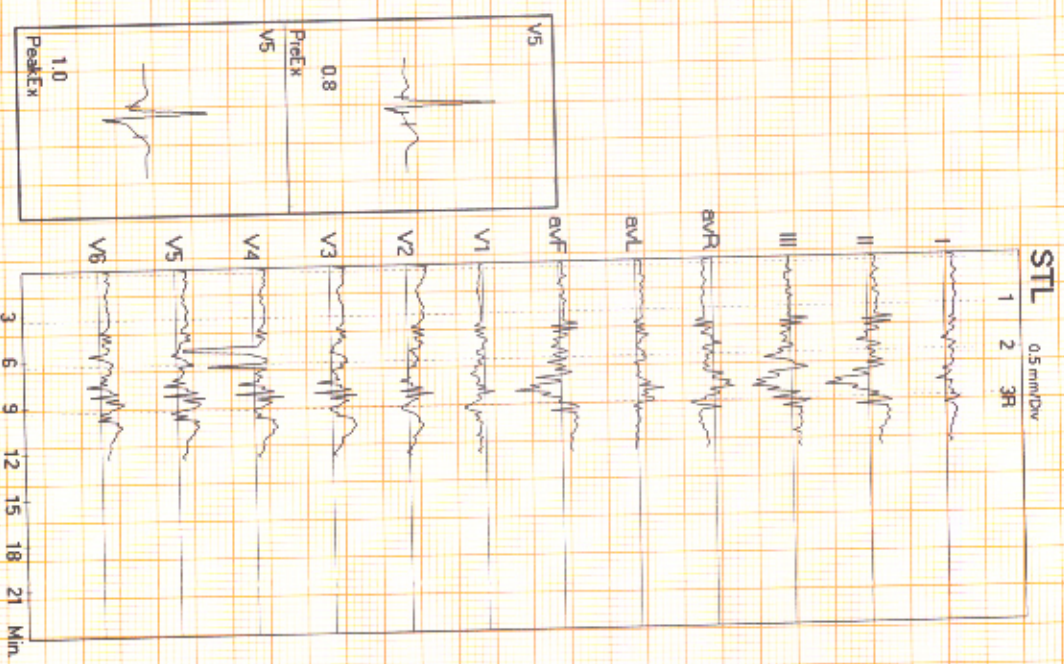 V5
0.8
PreEx
V5
1.0
PeakEx
STL 0.5 mm/Div
1 2 3R
I
II
III
avR
avL
avF
V1
V2
V3
V4
V5
V6
3 6 9 12 15 18 21 Min.